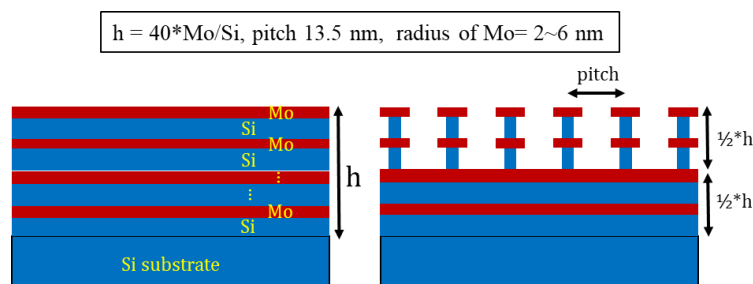 h = 40*Mo/Si, pitch 13.5 nm, radius of Mo= 2~6 nm
pitch
Mo
Si
Mo
½*h
Si
h
⋮
⋮
½*h
Mo
Si
Si substrate